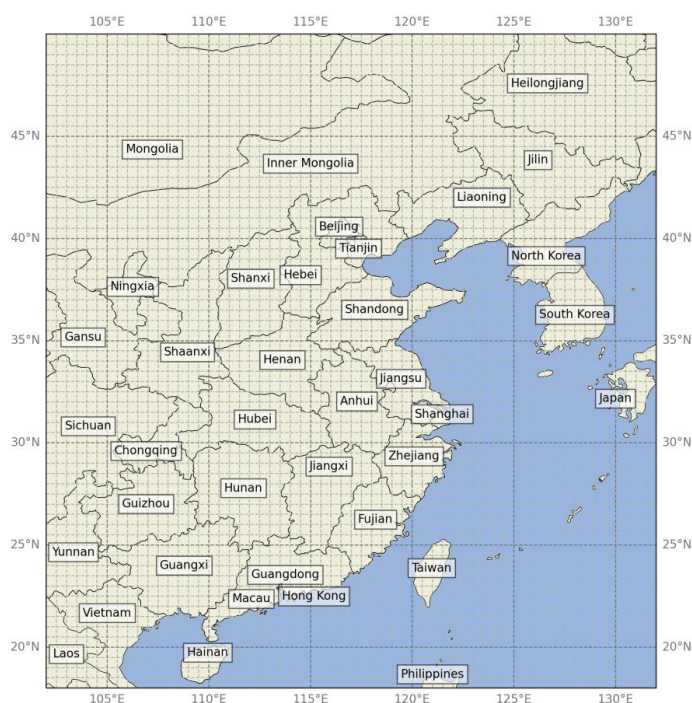 105°E 110°E 115°E 120°E 125°E 130°E
Heilongjiang
45°N 45°N
Mongolia
Inner Mongolia
Jilin
Liaoning
Beijing
40°N 40°N
Tianjin
North Korea
Shanxi
Hebei
Ningxia
Shandong
South Korea
35°N 35°N
Gansu
Shaanxi
Henan
Jiangsu
Anhui
Japan
Shanghai
Hubei
Sichuan
30°N 30°N
Chongqing
Zhejiang
Jiangxi
Hunan
Guizhou
Fujian
25°N 25°N
Yunnan
Guangxi
Taiwan
Guangdong
Macau
Hong Kong
Vietnam
20°N 20°N
Laos
Hainan
Philippines
105°E 110°E 115°E 120°E 125°E 130°E